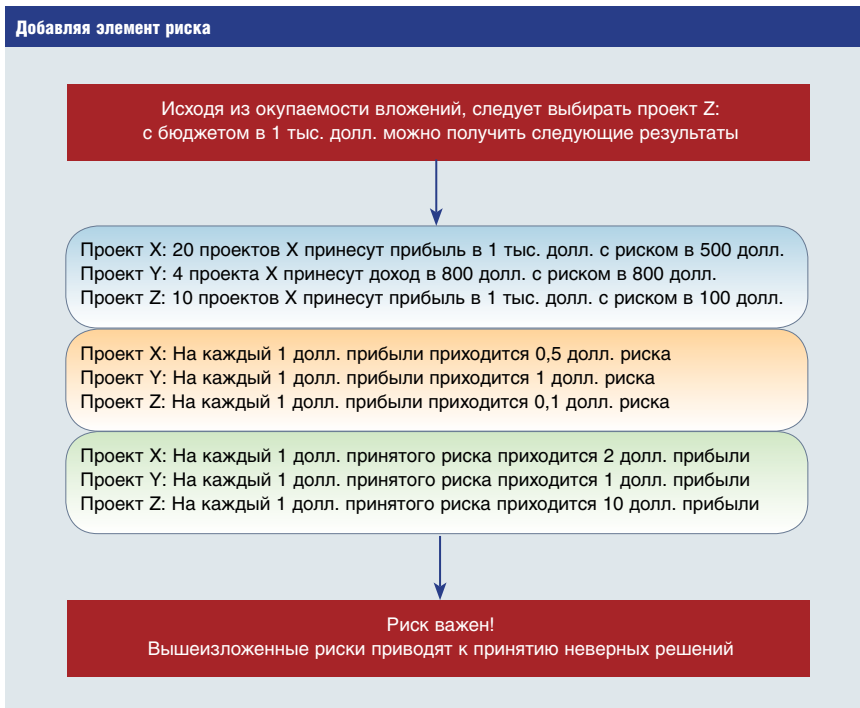 Добавляя элемент риска
Исходя из окупаемости вложений, следует выбирать проект Z:
с бюджетом в 1 тыс. долл. можно получить следующие результаты
Проект X: 20 проектов X принесут прибыль в 1 тыс. долл. с риском в 500 долл.
Проект Y: 4 проекта X принесут доход в 800 долл. с риском в 800 долл.
Проект Z: 10 проектов X принесут прибыль в 1 тыс. долл. с риском в 100 долл.
Проект X: На каждый 1 долл. прибыли приходится 0,5 долл. риска
Проект Y: На каждый 1 долл. прибыли приходится 1 долл. риска
Проект Z: На каждый 1 долл. прибыли приходится 0,1 долл. риска
Проект X: На каждый 1 долл. принятого риска приходится 2 долл. прибыли
Проект Y: На каждый 1 долл. принятого риска приходится 1 долл. прибыли
Проект Z: На каждый 1 долл. принятого риска приходится 10 долл. прибыли
Риск важен!
Вышеизложенные риски приводят к принятию неверных решений